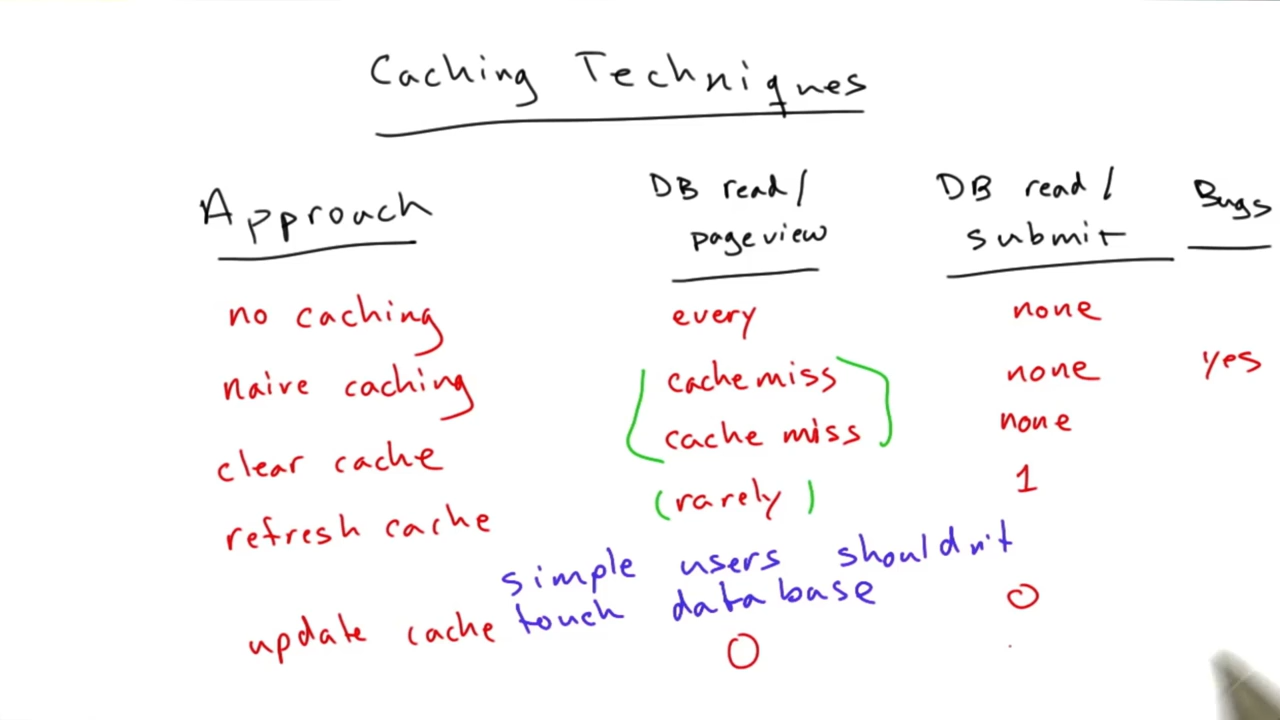 Caching Techniques
Approach DB read/ pageview DB read/ submit Bugs
no caching every none
naive caching cache miss none yes
clear cache cache miss none
refresh cache (rarely) 1
simple users shouldn't
touch database
update cache 0 0